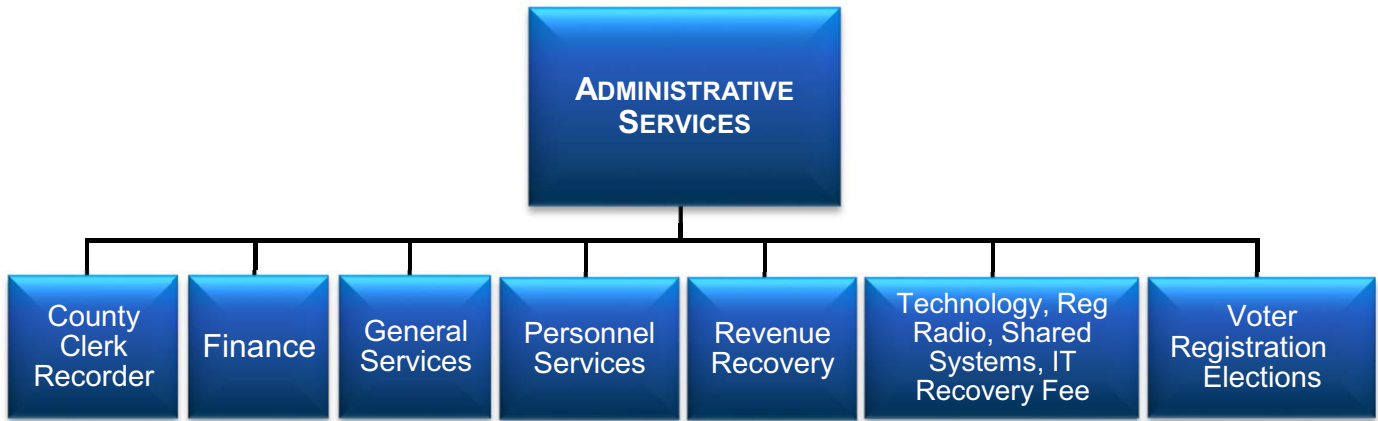 ADMINISTRATIVE
SERVICES
County
Clerk
Recorder
Finance
General
Services
Personnel
Services
Revenue
Recovery
Technology, Reg
Radio, Shared
Systems, IT
Recovery Fee
Voter
Registration
Elections